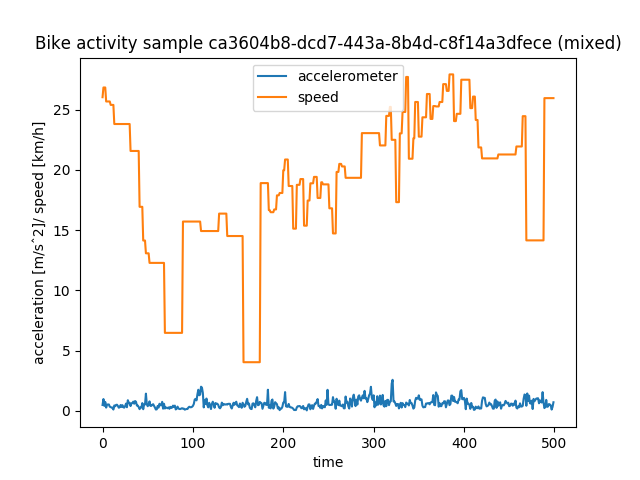 Bike activity sample ca3604b8-dcd7-443a-8b4d-c8f14a3dfece (mixed)
accelerometer
speed
acceleration [m/s^2]/ speed [km/h]
25
20
15
10
5
0
0 100 200 300 400 500
time